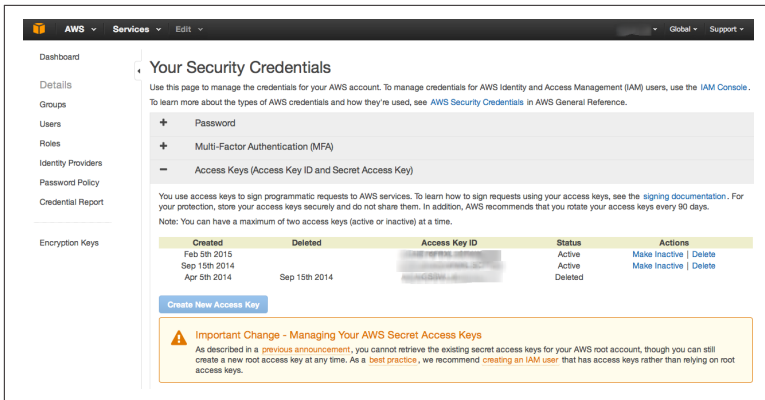 AWS Services Edit Global Support
Dashboard
Details
Groups
Users
Roles
Identity Providers
Password Policy
Credential Report
Encryption Keys
Your Security Credentials
Use this page to manage the credentials for your AWS account. To manage credentials for AWS Identity and Access Management (IAM) users, use the IAM Console.
To learn more about the types of AWS credentials and how they're used, see AWS Security Credentials in AWS General Reference.
+ Password
+ Multi-Factor Authentication (MFA)
− Access Keys (Access Key ID and Secret Access Key)
You use access keys to sign programmatic requests to AWS services. To learn how to sign requests using your access keys, see the signing documentation. For
your protection, store your access keys securely and do not share them. In addition, AWS recommends that you rotate your access keys every 90 days.
Note: You can have a maximum of two access keys (active or inactive) at a time.
Created Deleted Access Key ID Status Actions
Feb 5th 2015 Active Make Inactive | Delete
Sep 15th 2014 Active Make Inactive | Delete
Apr 5th 2014 Sep 15th 2014 Deleted
Create New Access Key
Important Change - Managing Your AWS Secret Access Keys
As described in a previous announcement, you cannot retrieve the existing secret access keys for your AWS root account, though you can still
create a new root access key at any time. As a best practice, we recommend creating an IAM user that has access keys rather than relying on root
access keys.